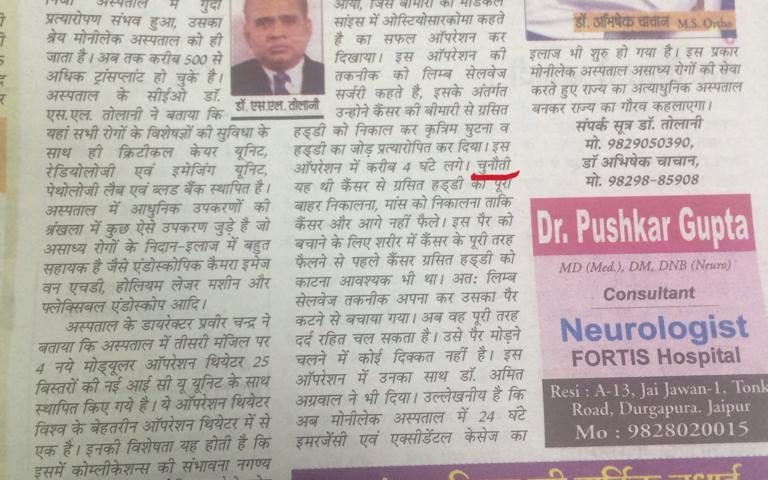 अस्पताल में गुर्दा
प्रत्यारोपण संभव हुआ, उसका
श्रेय मोनीलेक अस्पताल को ही
जाता है। अब तक करीब 500 से
अधिक ट्रांसप्लांट हो चुके है।
अस्पताल के सीईओ डॉ.
एस.एल. तोलानी ने बताया कि
यहां सभी रोगों के विशेषज्ञों की सुविधा के
साथ ही क्रिटीकल केयर यूनिट,
रेडियोलोजी एवं इमेजिंग यूनिट,
पेथोलोजी लैब एवं ब्लड बैंक स्थापित है।
अस्पताल में आधुनिक उपकरणों की
श्रंखला में कुछ ऐसे उपकरण जुड़े है जो
असाध्य रोगों के निदान-इलाज में बहुत
सहायक है जैसे एंडोस्कोपिक कैमरा इमेज
वन एचडी, होलियम लेजर मशीन और
फ्लेक्सिबल एंडोस्कोप आदि।
अस्पताल के डायरेक्टर प्रवीर चन्द्र ने
बताया कि अस्पताल में तीसरी मंजिल पर
4 नये मोड्यूलर ऑपरेशन थियेटर 25
बिस्तरों की नई आई सी यू यूनिट के साथ
स्थापित किए गये है। ये ऑपरेशन थियेटर
विश्व के बेहतरीन ऑपरेशन थियेटर में से
एक है। इनकी विशेषता यह होती है कि
इसमें कोम्लीकेशन्स की संभावना नगण्य
डॉ.एस.एल. तोलानी
आया, जिसे बीमारी को मेडिकल
साइंस में ओस्टियोसारकोमा कहते
है का सफल ऑपरेशन कर
दिखाया। इस ऑपरेशन की
तकनीक को लिम्ब सेलवेज
सर्जरी कहते है, इसके अंतर्गत
उन्होने कैंसर की बीमारी से ग्रसित
हड्डी को निकाल कर कृत्रिम घुटना व
हड्डी का जोड़ प्रत्यारोपित कर दिया। इस
ऑपरेशन में करीब 4 घंटे लगे। चुनौती
यह थी कैंसर से ग्रसित हड्डी को पूरी
बाहर निकालना, मांस को निकालना ताकि
कैंसर और आगे नहीं फैले। इस पैर को
बचाने के लिए शरीर में कैंसर के पूरी तरह
फैलने से पहले कैंसर ग्रसित हड्डी को
काटना आवश्यक भी था। अत: लिम्ब
सेलवेज तकनीक अपना कर उसका पैर
कटने से बचाया गया। अब वह पूरी तरह
दर्द रहित चल सकता है। उसे पैर मोड़ने
चलने में कोई दिक्कत नहीं है। इस
ऑपरेशन में उनका साथ डॉ. अमित
अग्रवाल ने भी दिया। उल्लेखनीय है कि
अब मोनीलेक अस्पताल में 24 घंटे
इमरजेंसी एवं एक्सीडेंटल केसेज का
डॉ. अभिषेक चाचान M.S. Ortho
इलाज भी शुरु हो गया है। इस प्रकार
मोनीलेक अस्पताल असाध्य रोगों की सेवा
करते हुए राज्य का अत्याधुनिक अस्पताल
बनकर राज्य का गौरव कहलाएगा।
संपर्क सूत्र डॉ. तोलानी
मो. 9829050390,
डॉ अभिषेक चाचान,
मो. 98298-85908
Dr. Pushkar Gupta
MD (Med.), DM, DNB (Neuro)
Consultant
Neurologist
FORTIS Hospital
Resi : A-13, Jai Jawan-1, Tonk
Road, Durgapura. Jaipur
Mo : 9828020015